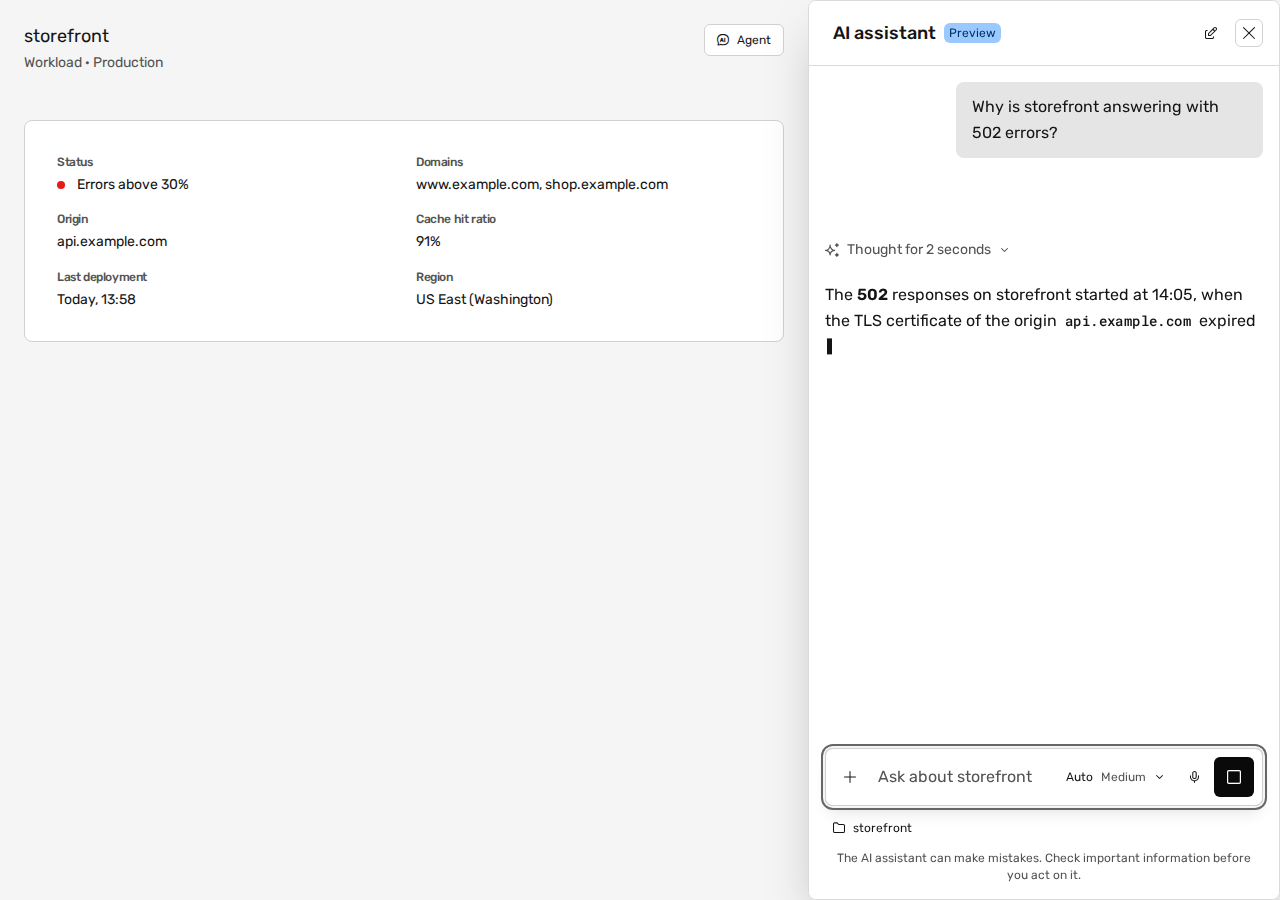 storefront
Workload • Production
Agent
Status
Errors above 30%
Domains
www.example.com, shop.example.com
Origin
api.example.com
Cache hit ratio
91%
Last deployment
Today, 13:58
Region
US East (Washington)
AI assistant
Preview
Why is storefront answering with
502 errors?
Thought for 2 seconds
The 502 responses on storefront started at 14:05, when
the TLS certificate of the origin api.example.com expired
Ask about storefront
Auto Medium
storefront
The AI assistant can make mistakes. Check important information before
you act on it.